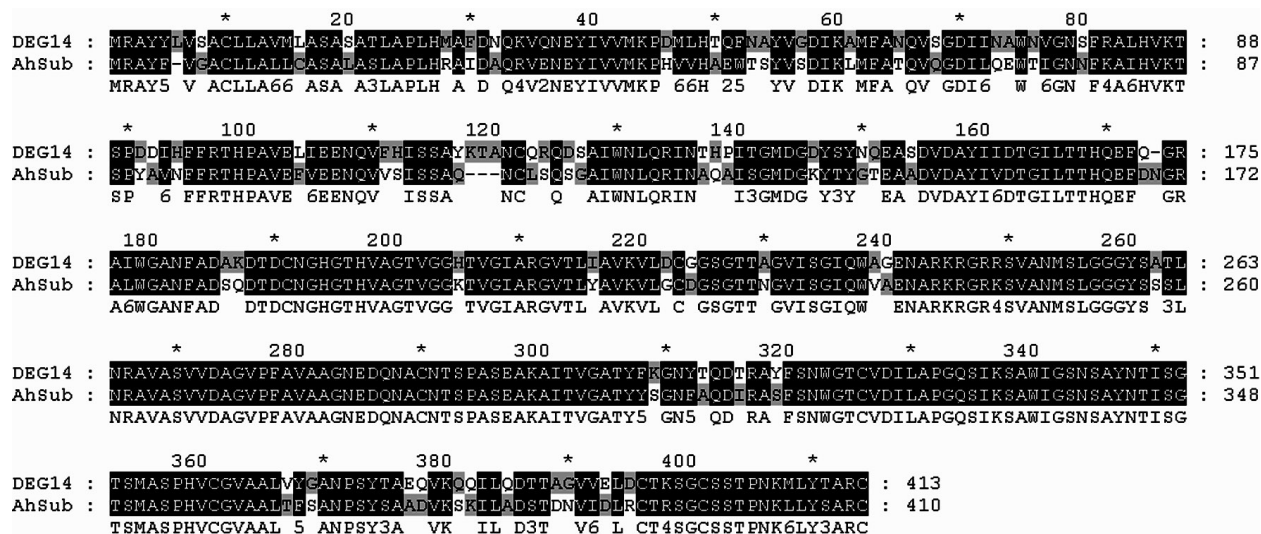 * 20 * 40 * 60 * 80
DEG14 : MRAYYLVSACLLAVMLASASATLAPLHMAFDNQKVQNEYIVVMKPDMLHTQFNAYVGDIKAMFANQVSGDIINAWNVGNSFRALHVKT : 88
AhSub : MRAYF-VGACLLALLCASALASLAPLHRAIDAQRVENEYIVVMKPHVVHAEWTSYVSDIKLMFATQVQGDILQEWTIGNNFKAIHVKT : 87
MRAY5 V ACLLA66 ASA A3LAPLH A D Q4V2NEYIVVMKP 66H 25  YV DIK MFA QV GDI6  W 6GN F4A6HVKT
* 100 * 120 * 140 * 160 *
DEG14 : SPDDIHFFRTHPAVELIEENQVFHISSAYKTANCQRQDSAIWNLQRINTHPITGMDGDYSYNQEASDVDAYIIDTGILTTHQEFQ-GR : 175
AhSub : SPYAVNFFRTHPAVEFVEENQVVSISSAQ---NCLSQSGAIWNLQRINAQAISGMDGKYTYGTEAADVDAYIVDTGILTTHQEFDNGR : 172
SP  6 FFRTHPAVE 6EENQV  ISSA    NC  Q  AIWNLQRIN   I3GMDG Y3Y  EA DVDAYI6DTGILTTHQEF  GR
180 * 200 * 220 * 240 * 260
DEG14 : AIWGANFADAKDTDCNGHGTHVAGTVGGHTVGIARGVTLIAVKVLDCGGSGTTAGVISGIQWAGENARKRGRRSVANMSLGGGYSATL : 263
AhSub : ALWGANFADSQDTDCNGHGTHVAGTVGGKTVGIARGVTLYAVKVLGCDGSGTTNGVISGIQWVAENARKRGRKSVANMSLGGGYSSSL : 260
A6WGANFAD  DTDCNGHGTHVAGTVGG TVGIARGVTL AVKVL C GSGTT GVISGIQW  ENARKRGR4SVANMSLGGGYS 3L
* 280 * 300 * 320 * 340 *
DEG14 : NRAVASVVDAGVPFAVAAGNEDQNACNTSPASEAKAITVGATYFKGNYTQDTRAYFSNWGTCVDILAPGQSIKSAWIGSNSAYNTISG : 351
AhSub : NRAVASVVDAGVPFAVAAGNEDQNACNTSPASEAKAITVGATYYSGNFAQDIRASFSNWGTCVDILAPGQSIKSAWIGSNSAYNTISG : 348
NRAVASVVDAGVPFAVAAGNEDQNACNTSPASEAKAITVGATY5 GN5 QD RA FSNWGTCVDILAPGQSIKSAWIGSNSAYNTISG
360 * 380 * 400 *
DEG14 : TSMASPHVCGVAALVYGANPSYTAEQVKQQILQDTTAGVVELDCTKSGCSSTPNKMLYTARC : 413
AhSub : TSMASPHVCGVAALTFSANPSYSAADVKSKILADSTDNVIDLRCTRSGCSSTPNKLLYSARC : 410
TSMASPHVCGVAAL 5 ANPSY3A  VK  IL D3T  V6 L CT4SGCSSTPNK6LY3ARC